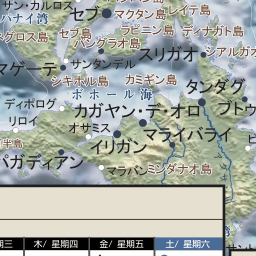 サン・カルロス
セブ
レイテ島
マクタン島
ハナイ湾
セブ島
ラビニン島
ディナガト島
ネグロス島
パングラオ島
スリガオ
シアルガオ
サンタンデル
マゲーテ
カミギン島
シキホル島
タンダグ
ボホール海
ディポログ
カガヤン・デ・オロ
ブトゥ
オサミス
リロイ
マライバライ
半島
イリガン
パガディアン
マラバン
ミンダナオ島
木/ 星期四
金/ 星期五
土/ 星期六